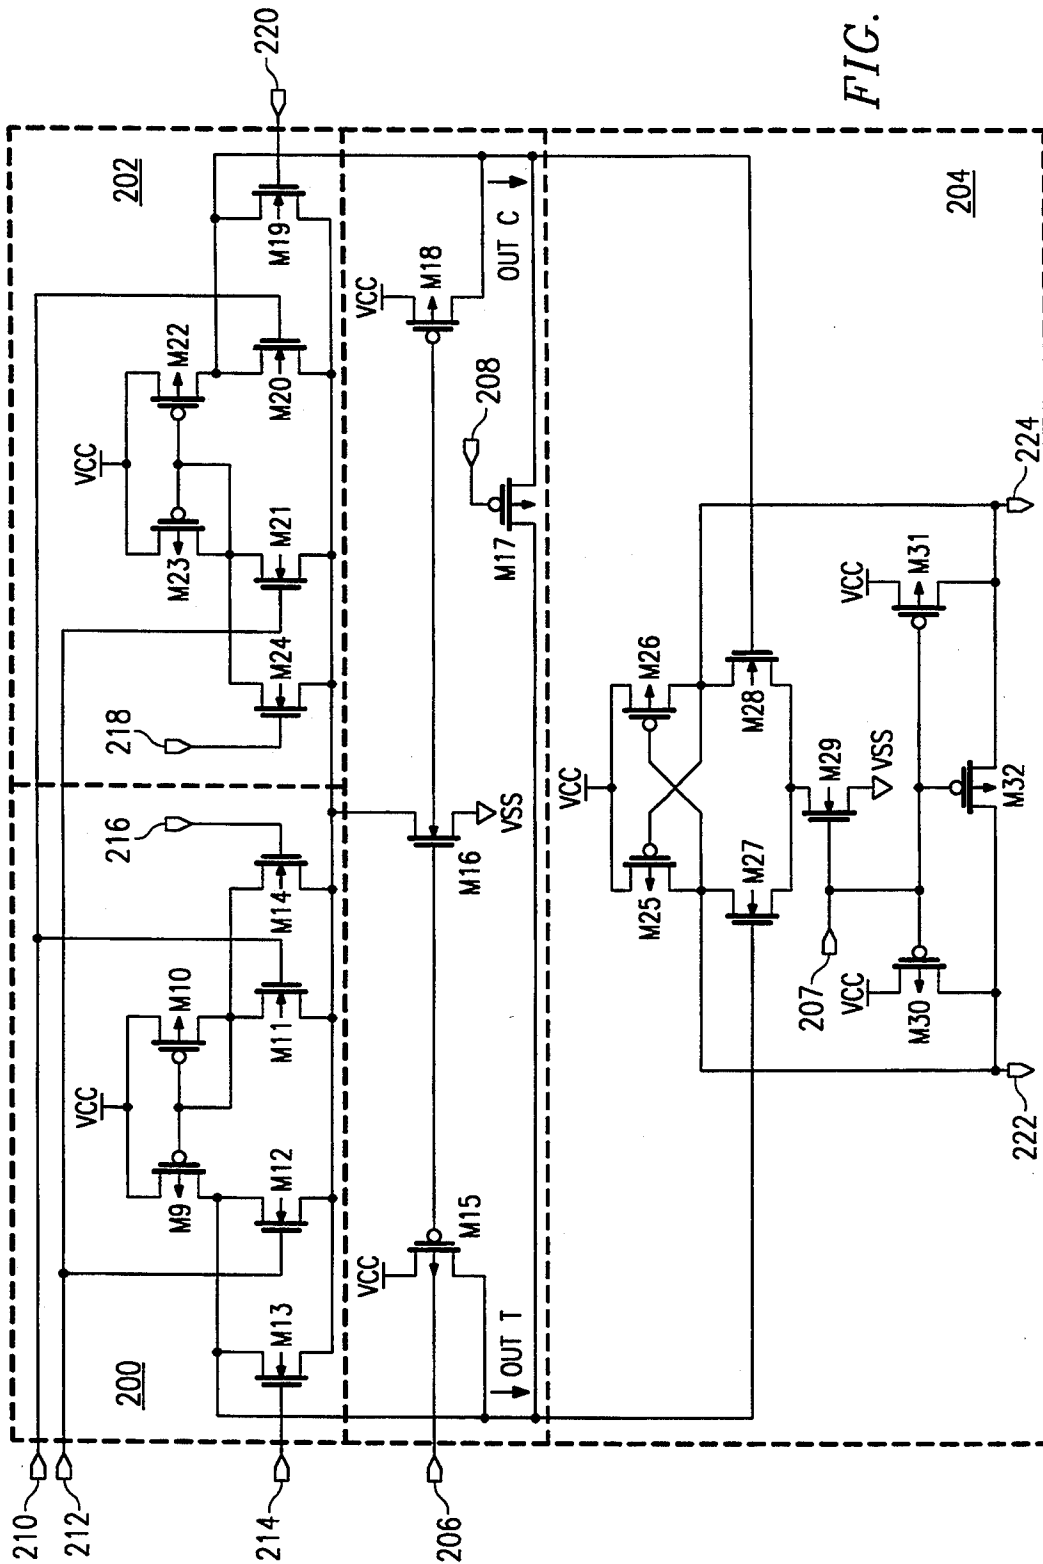 FIG.
210
212
200
202
VCC
VCC
M9
M10
M23
M22
M13
M12
M11
M14
M24
M21
M20
M19
214
216
218
220
VCC
VCC
M15
M16
M18
VSS
208
M17
206
OUT T
OUT C
VCC
M25
M26
M27
M28
207
M29
VSS
VCC
VCC
M30
M31
M32
204
222
224